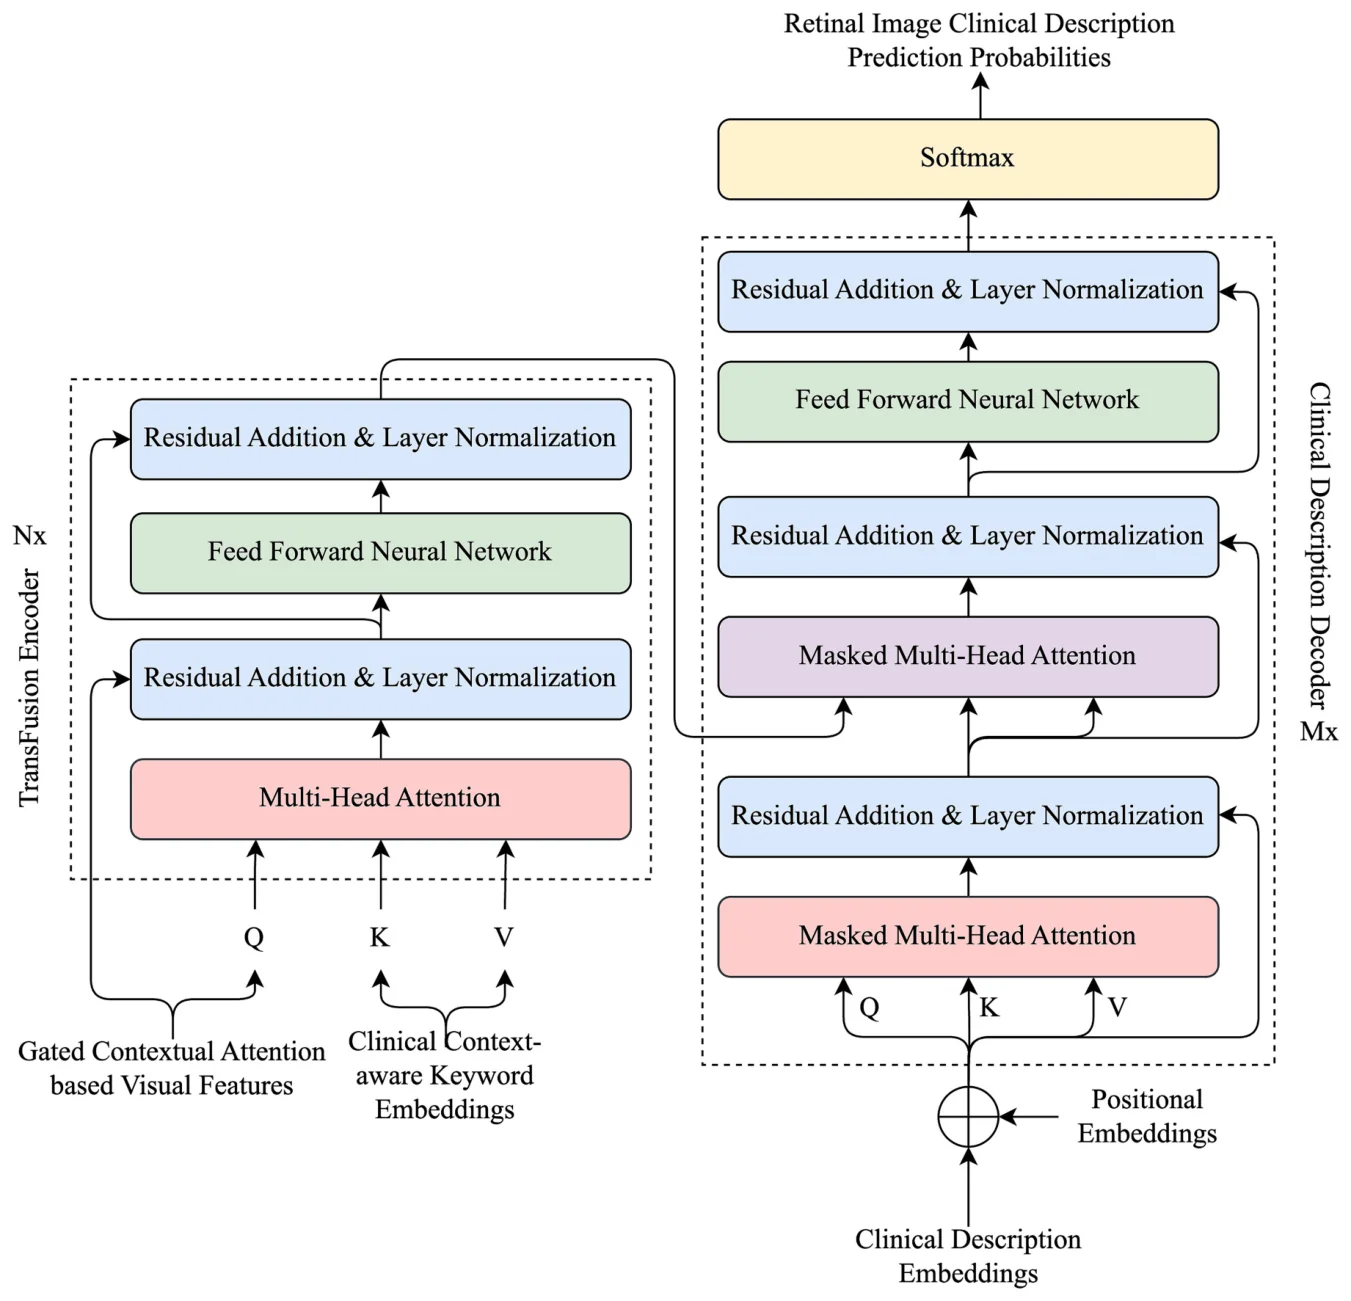 Retinal Image Clinical Description
Prediction Probabilities
Softmax
Residual Addition & Layer Normalization
Feed Forward Neural Network
Residual Addition & Layer Normalization
Masked Multi-Head Attention
Residual Addition & Layer Normalization
Masked Multi-Head Attention
Q
K
V
Positional
Embeddings
Clinical Description
Embeddings
Clinical Description Decoder
Mx
Residual Addition & Layer Normalization
Feed Forward Neural Network
Residual Addition & Layer Normalization
Multi-Head Attention
Q
K
V
Gated Contextual Attention
based Visual Features
Clinical Context-
aware Keyword
Embeddings
Nx
TransFusion Encoder